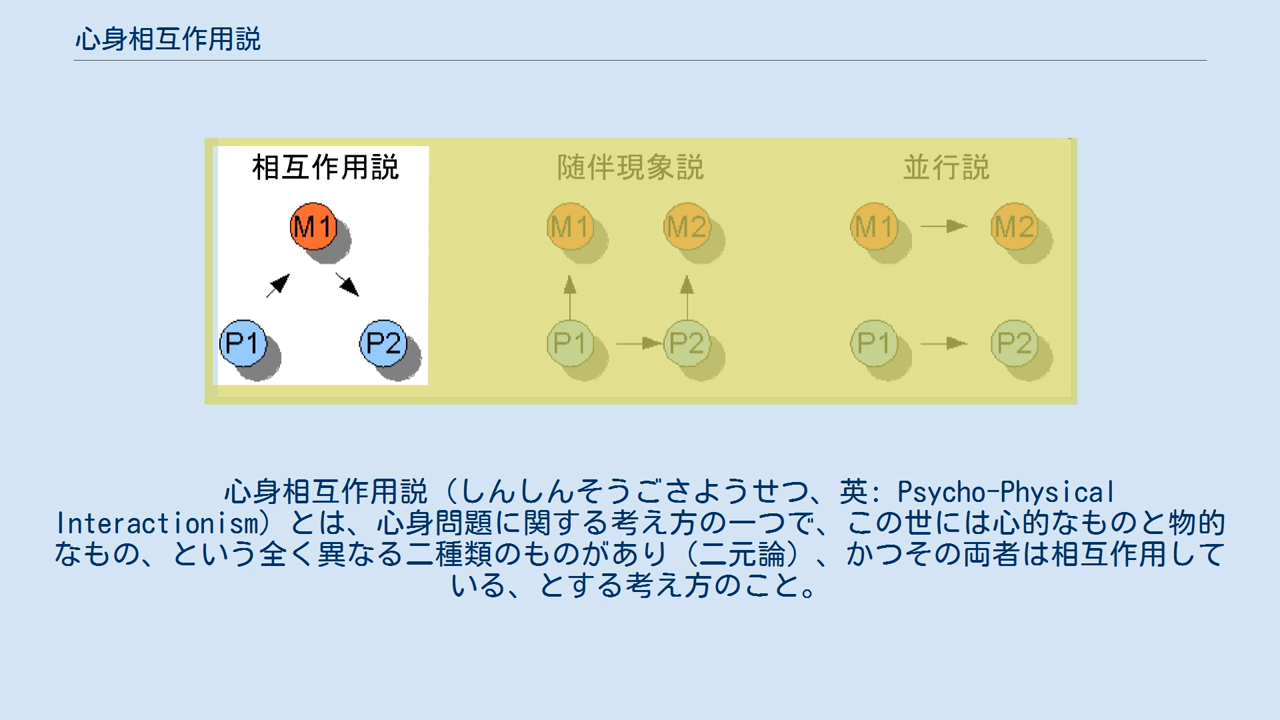 心身相互作用説
相互作用説 随伴現象説 並行説
M1 M1 M2 M1 M2
P1 P2 P1 P2 P1 P2
心身相互作用説（しんしんそうごさようせつ、英: Psycho-Physical
Interactionism）とは、心身問題に関する考え方の一つで、この世には心的なものと物的
なもの、という全く異なる二種類のものがあり（二元論）、かつその両者は相互作用して
いる、とする考え方のこと。